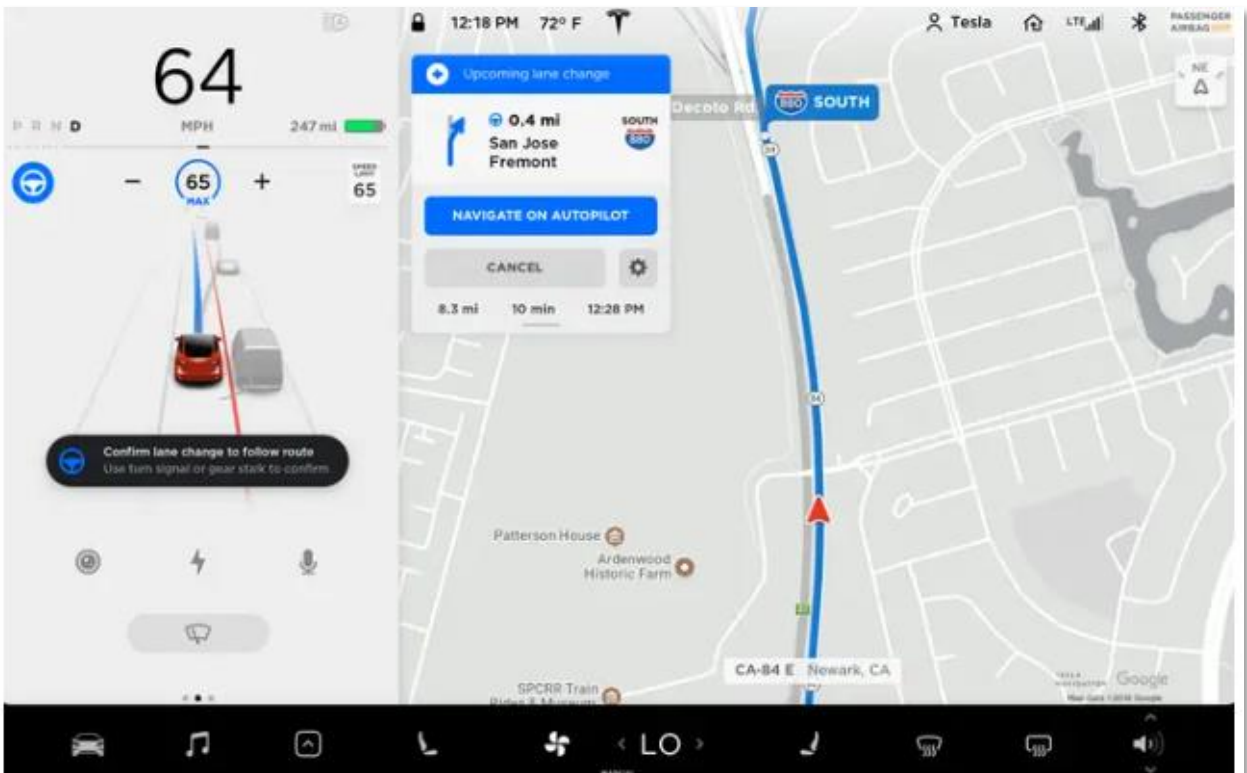 64
P R N D
MPH
247 mi
65
MAX
SPEED
LIMIT
65
Confirm lane change to follow route
Use turn signal or gear stalk to confirm
12:18 PM 72° F
Tesla
LTE
PASSENGER
AIRBAG OFF
Upcoming lane change
0.4 mi
San Jose
Fremont
SOUTH
880
NAVIGATE ON AUTOPILOT
CANCEL
8.3 mi 10 min 12:28 PM
Decoto Rd
880 SOUTH
NE
84
84
Patterson House
Ardenwood
Historic Farm
CA-84 E Newark, CA
SPCRR Train
Rides & Museum
Google
LO